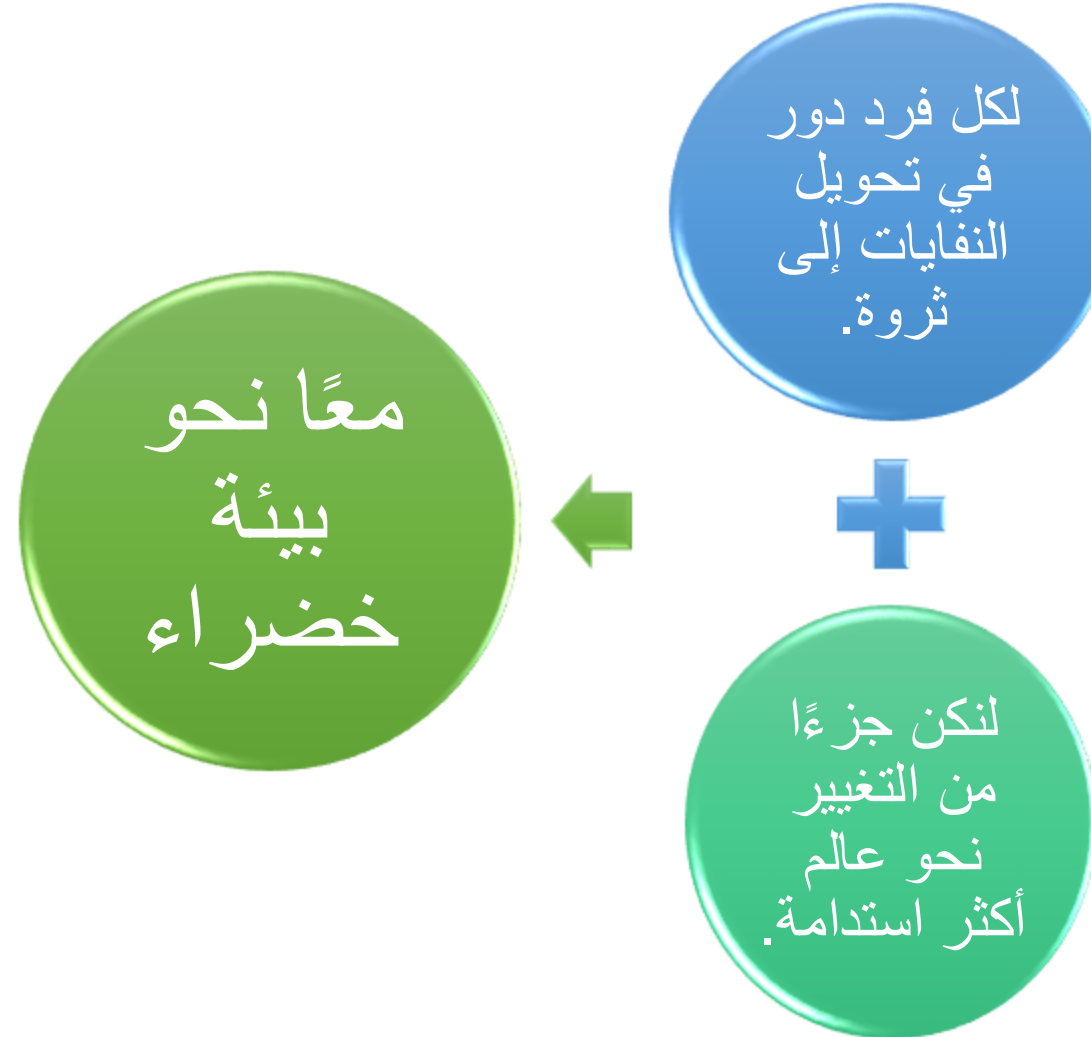 لكل فرد دور
في تحويل
النفايات إلى
ثروة.
لنكن جزءًا
من التغيير
نحو عالم
أكثر استدامة.
معًا نحو
بيئة
خضراء